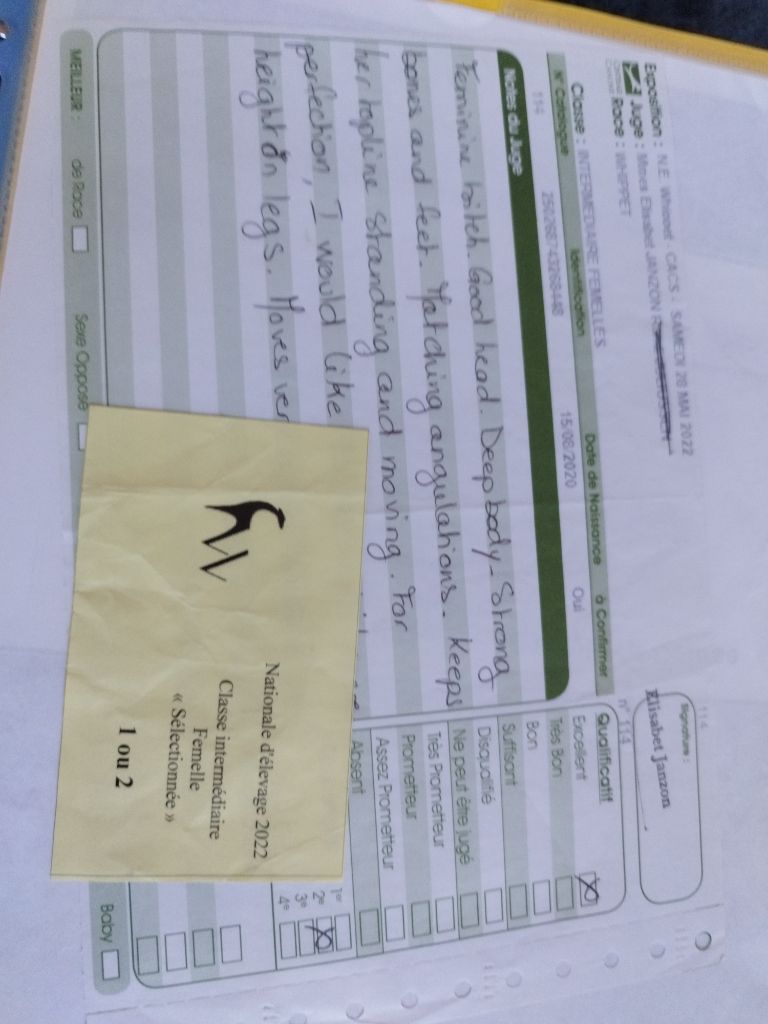 114
Exposition : N.E. Whippet - CACS - SAMEDI 28 MAI 2022
Juge : Mmes Elisabet JANZON
Race : WHIPPET
Classe : INTERMEDIAIRE FEMELLES
N° Catalogue Identification Date de Naissance à Confirmer
114 250268743268448 15/08/2020 Oui
Signature :
Elisabet Janzon
n° 114
Notes du Juge
Feminine bitch. Good head. Deep body. Strong
bones and feet. Matching angulations. Keeps
her topline standing and moving. For
perfection, I would like
height on legs. Moves ver
Qualificatif
Excellent
Très Bon
Bon
Suffisant
Disqualifié
Ne peut être jugé
Très Prometteur
Prometteur
Assez Prometteur
Absent
1er
2e
3e
4e
MEILLEUR : de Race Sexe Opposé Baby
Nationale d'élevage 2022
Classe intermédiaire
Femelle
« Sélectionnée »
1 ou 2